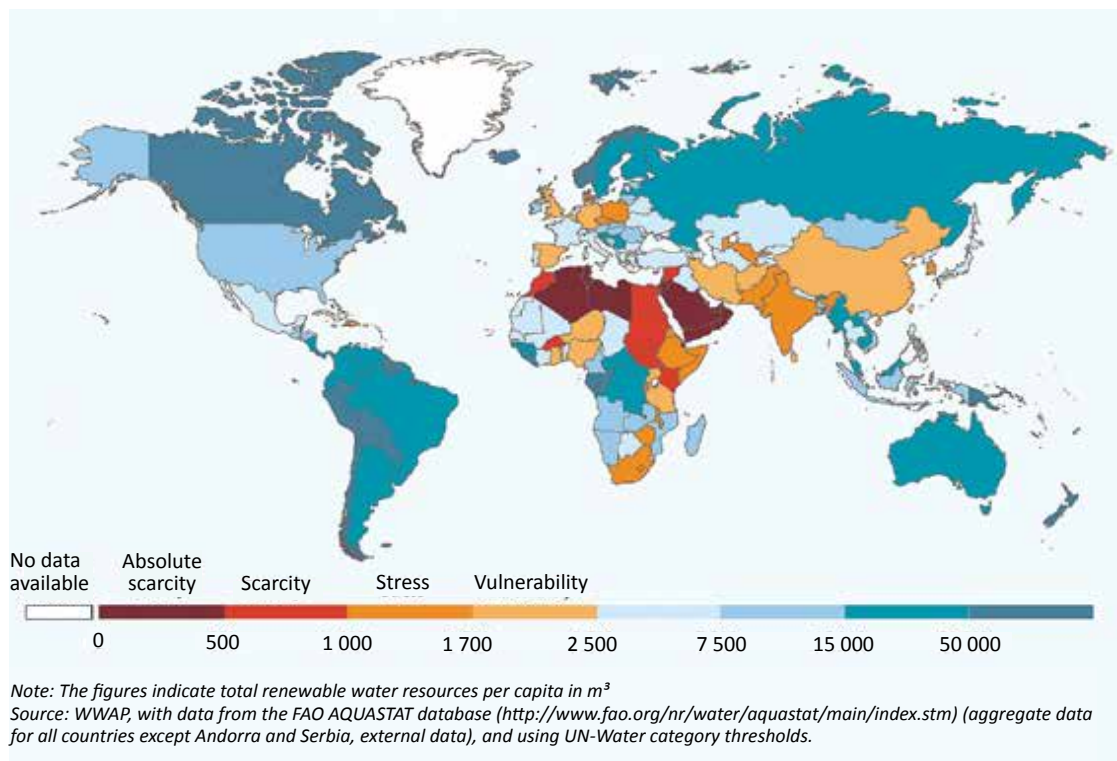 No data available
Absolute scarcity
Scarcity
Stress
Vulnerability
0 500 1 000 1 700 2 500 7 500 15 000 50 000
Note: The figures indicate total renewable water resources per capita in m³
Source: WWAP, with data from the FAO AQUASTAT database (http://www.fao.org/nr/water/aquastat/main/index.stm) (aggregate data
for all countries except Andorra and Serbia, external data), and using UN-Water category thresholds.